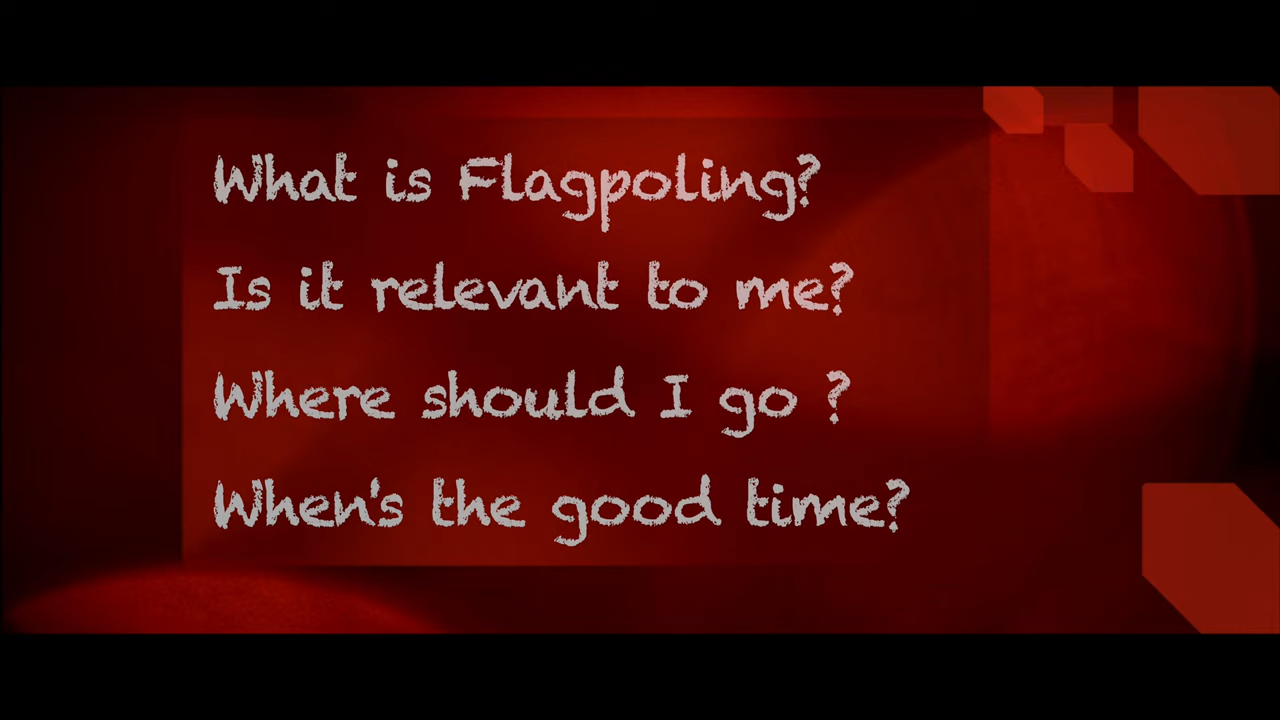 What is Flagpoling?
Is it relevant to me?
Where should I go ?
When's the good time?